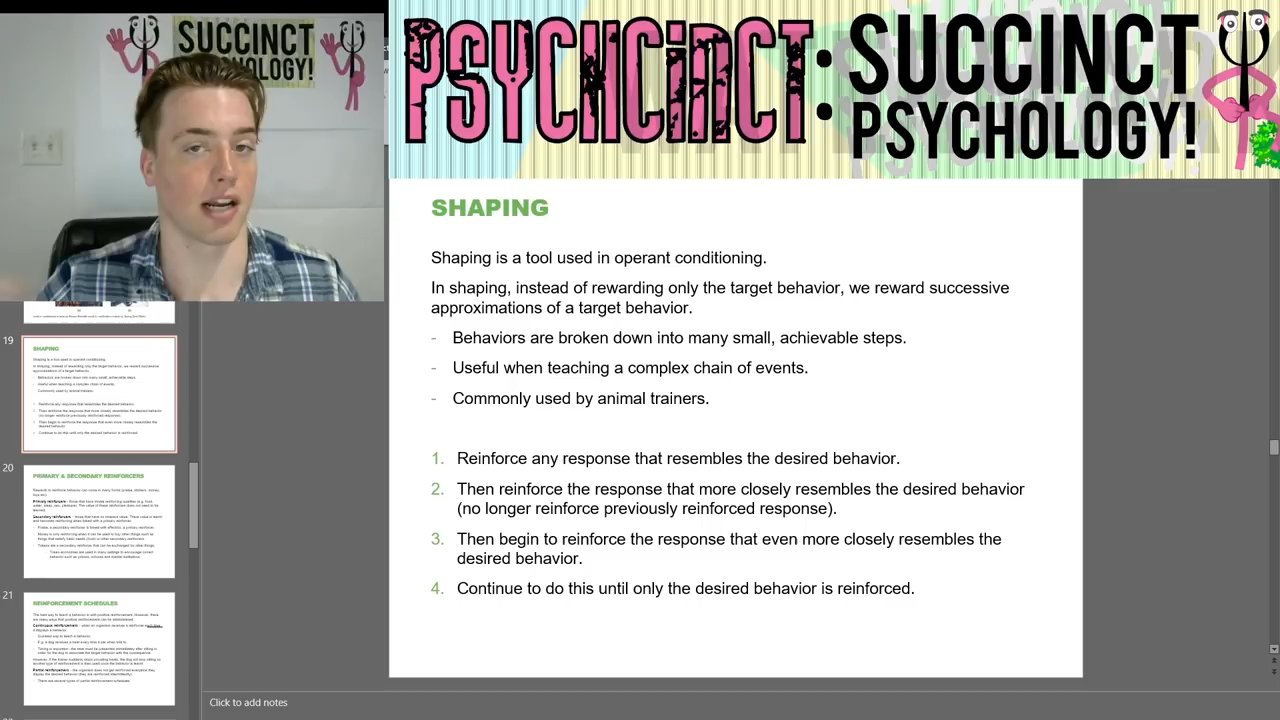 SUCCINCT
PSYCHCINCT:
SUCCINCT
PSYCHOLOGY!
SHAPING
Shaping is a tool used in operant conditioning.
In shaping, instead of rewarding only the target behavior, we reward successive
approximations of a target behavior.
- Behaviors are broken down into many small, achievable steps.
- Useful when teaching a complex chain of events.
- Commonly used by animal trainers.
1. Reinforce any response that resembles the desired behavior.
2. Then reinforce the response that more closely resembles the desired behavior
(no longer reinforce previously reinforced response).
3. Then begin to reinforce the response that even more closely resembles the
desired behavior.
4. Continue to do this until only the desired behavior is reinforced.
19
SHAPING
20
PRIMARY & SECONDARY REINFORCERS
21
REINFORCEMENT SCHEDULES
Click to add notes